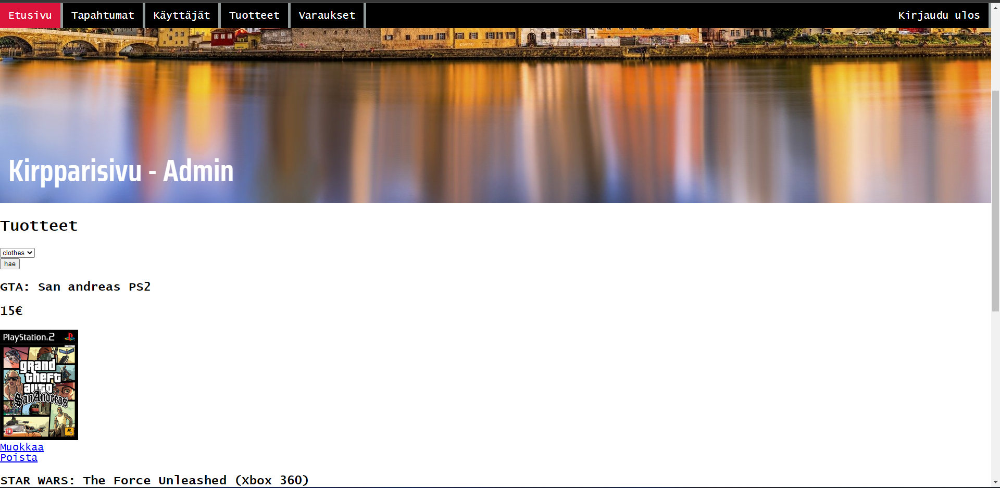 Etusivu Tapahtumat Käyttäjät Tuotteet Varaukset Kirjaudu ulos
Kirpparisivu - Admin
Tuotteet
clothes
hae
GTA: San andreas PS2
15€
PlayStation.2
grand
theft
auto
San Andreas
18
R
Muokkaa
Poista
STAR WARS: The Force Unleashed (Xbox 360)